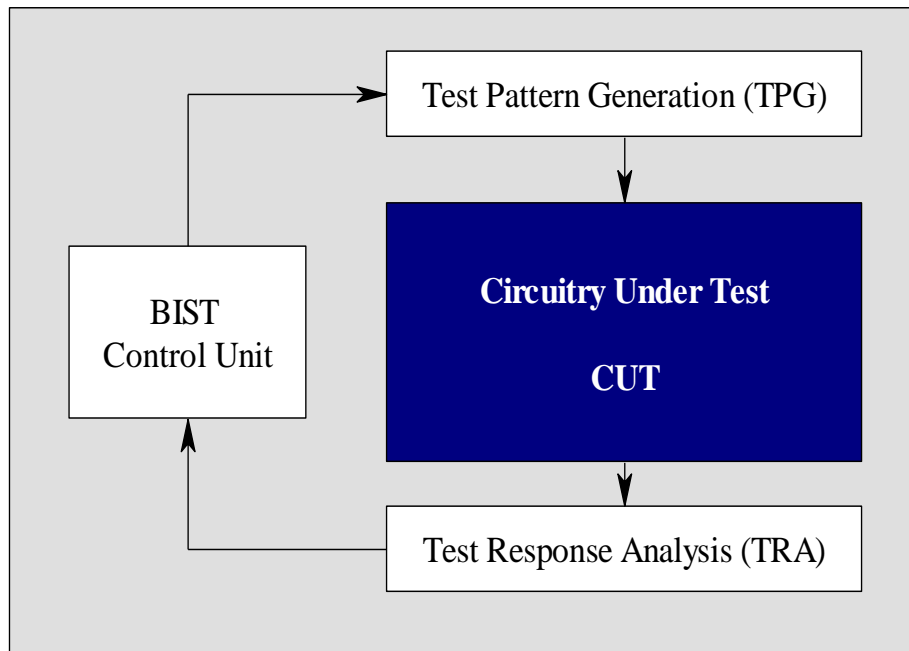 Test Pattern Generation (TPG)
Circuitry Under Test
CUT
BIST
Control Unit
Test Response Analysis (TRA)